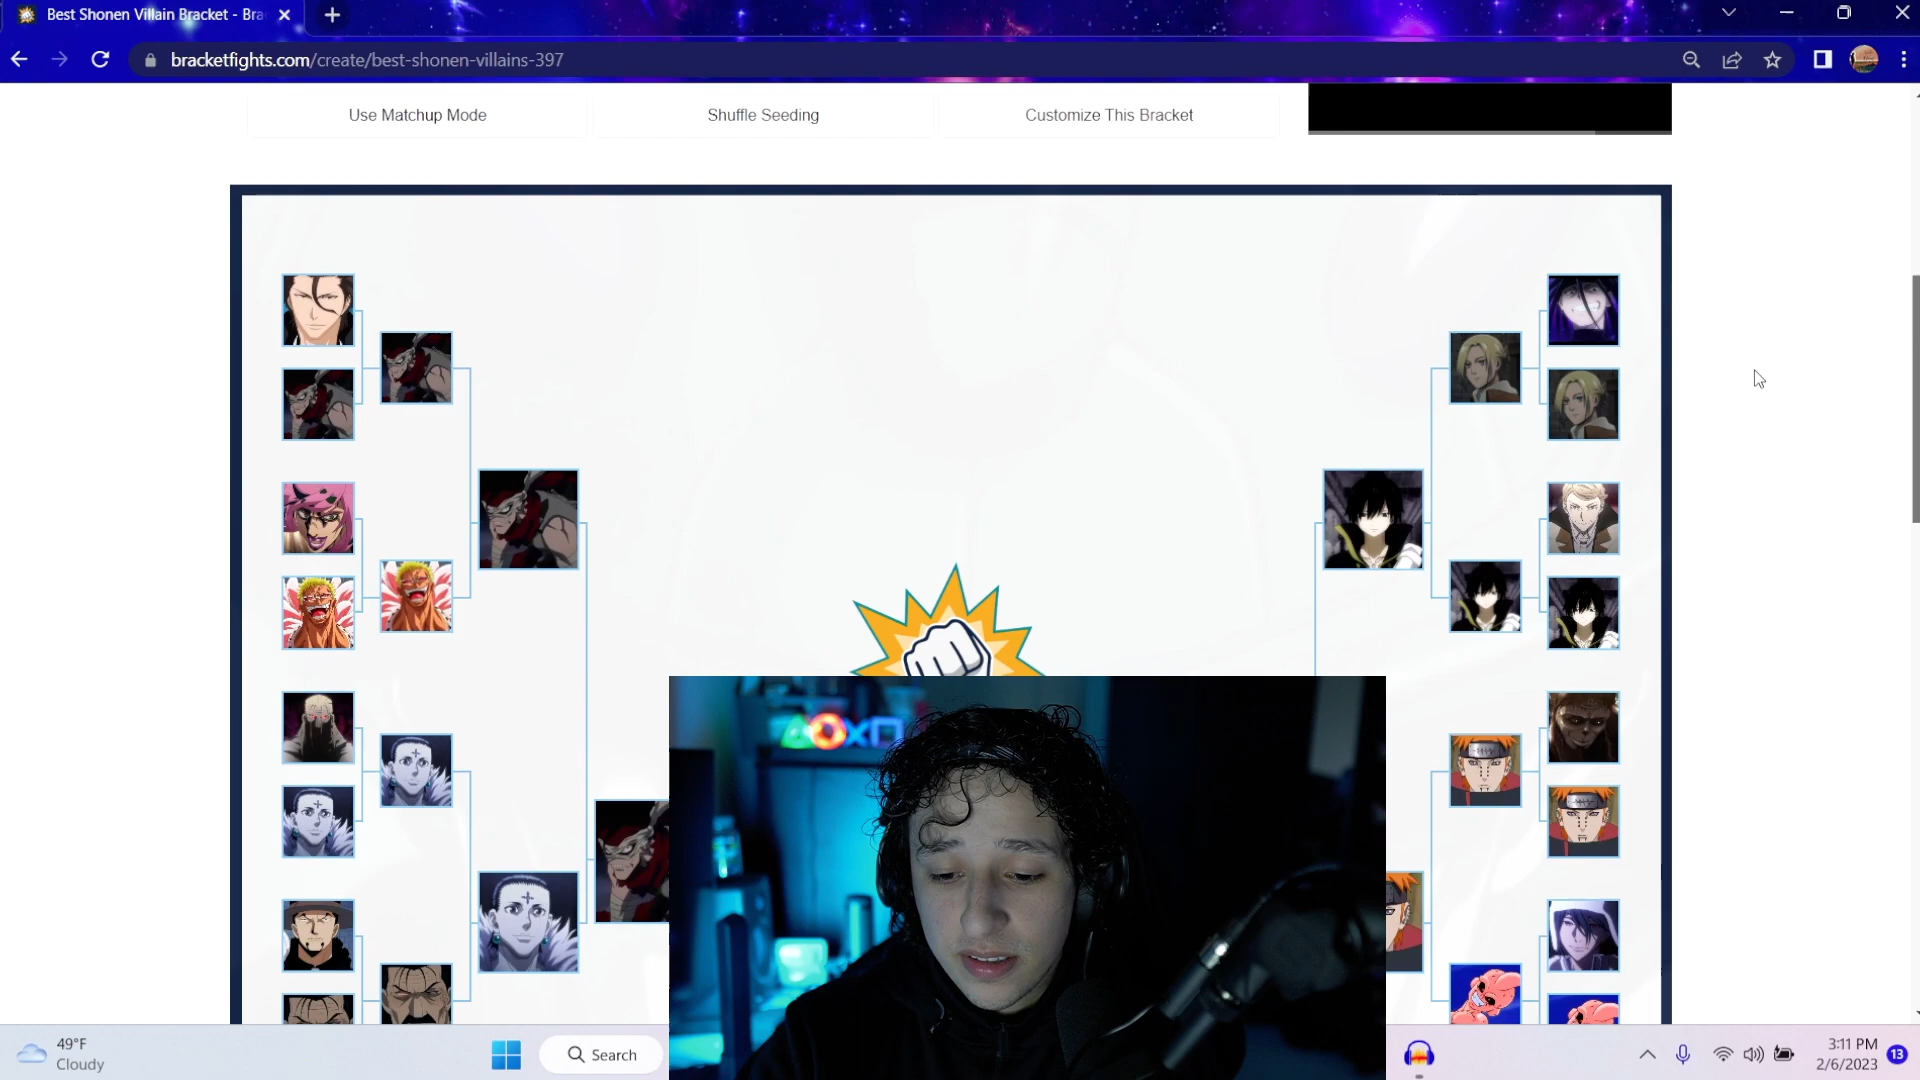 Best Shonen Villain Bracket - Bra
bracketfights.com/create/best-shonen-villains-397
Use Matchup Mode
Shuffle Seeding
Customize This Bracket
49°F
Cloudy
Search
3:11 PM
2/6/2023
13